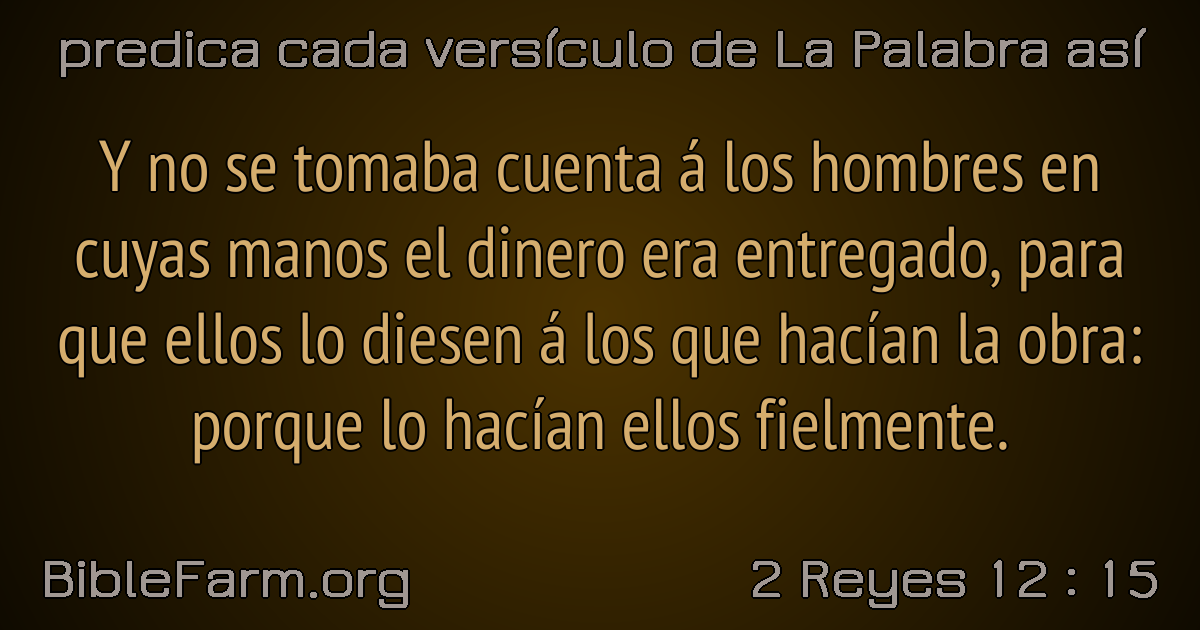 predica cada versículo de La Palabra así
Y no se tomaba cuenta á los hombres en
cuyas manos el dinero era entregado, para
que ellos lo diesen á los que hacían la obra:
porque lo hacían ellos fielmente.
BibleFarm.org
2 Reyes 12 : 15